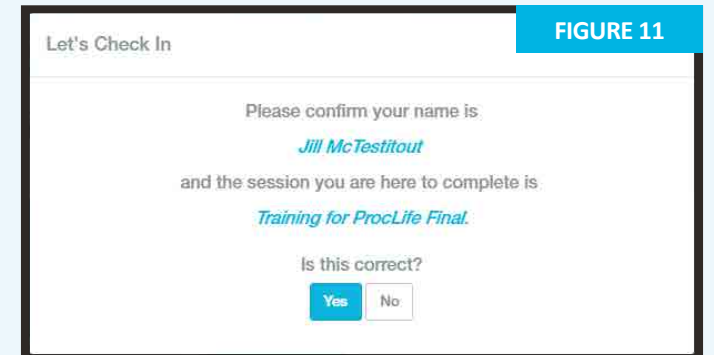 Let's Check In
FIGURE 11
Please confirm your name is
Jill McTestitout
and the session you are here to complete is
Training for ProcLife Final.
Is this correct?
Yes No